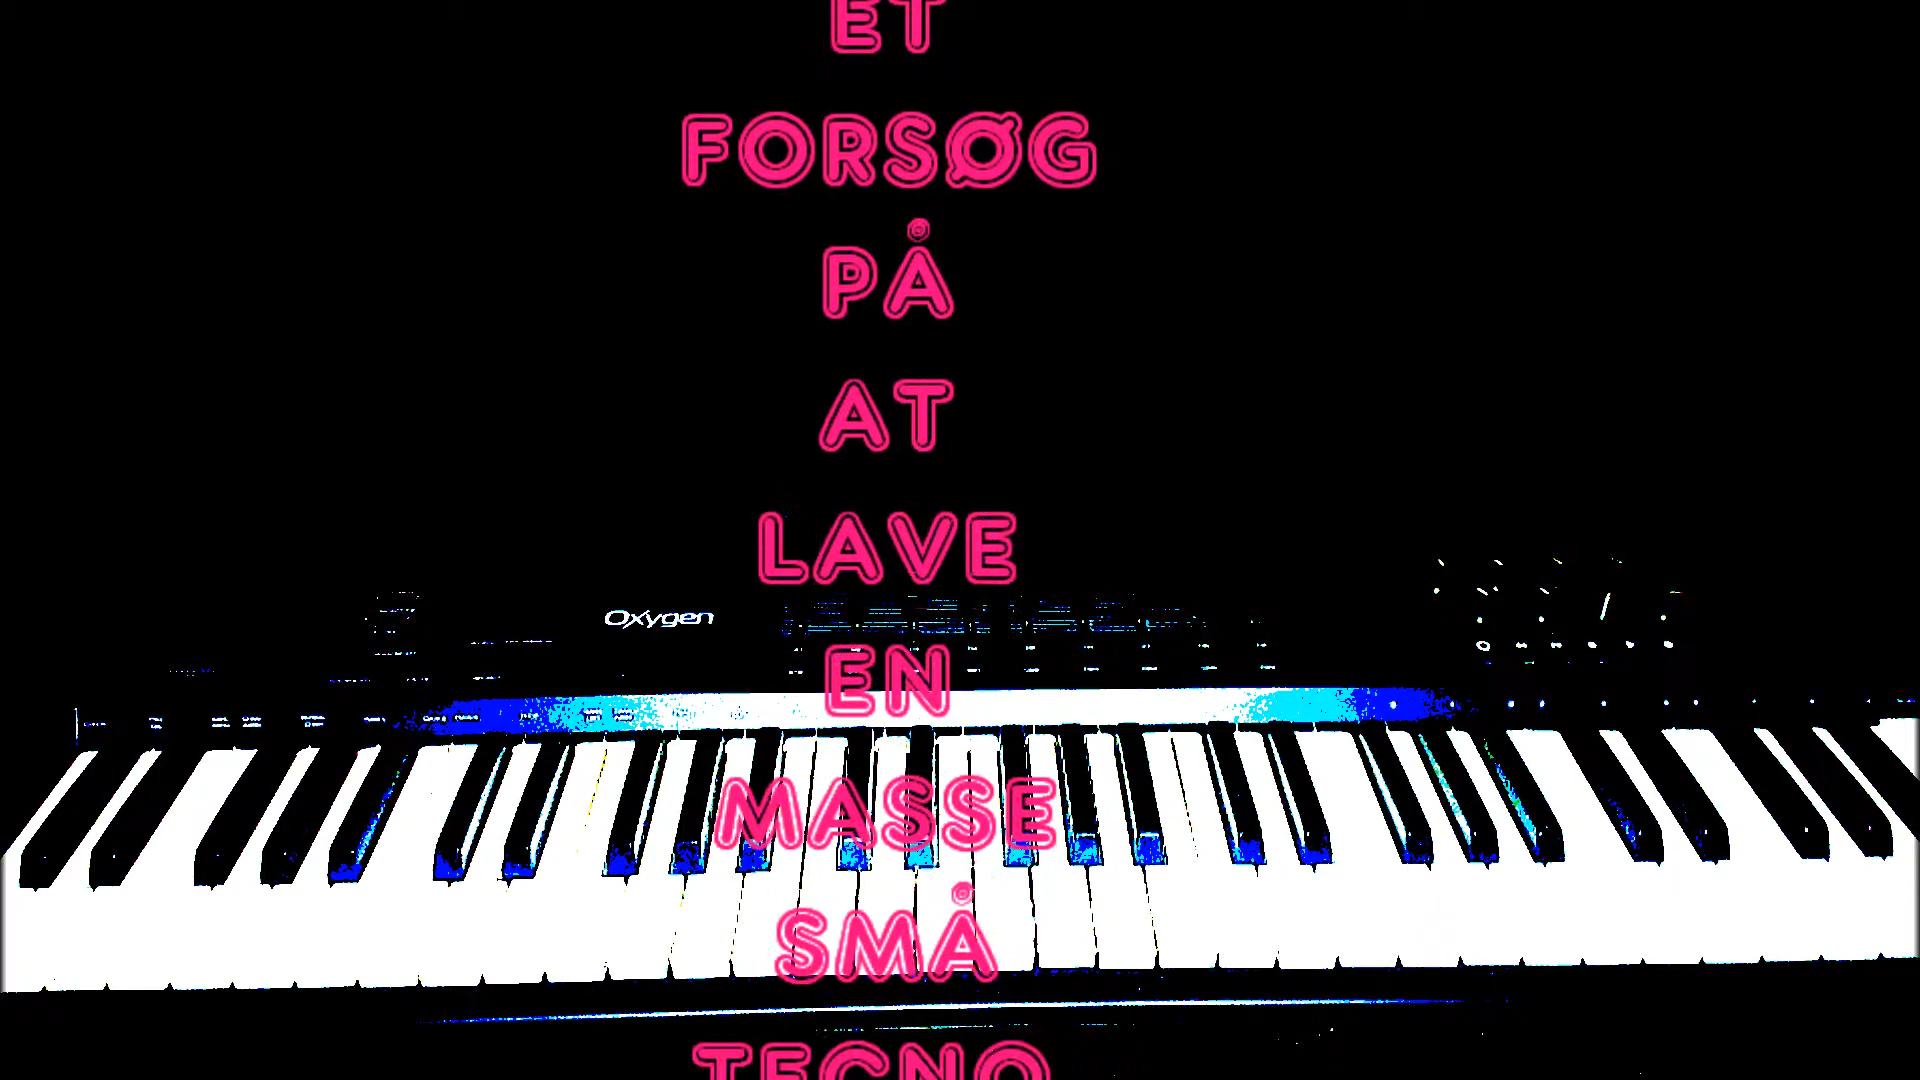 ET
FORSØG
PÅ
AT
LAVE
Oxygen
EN
MASSE
SMÅ
TECNO